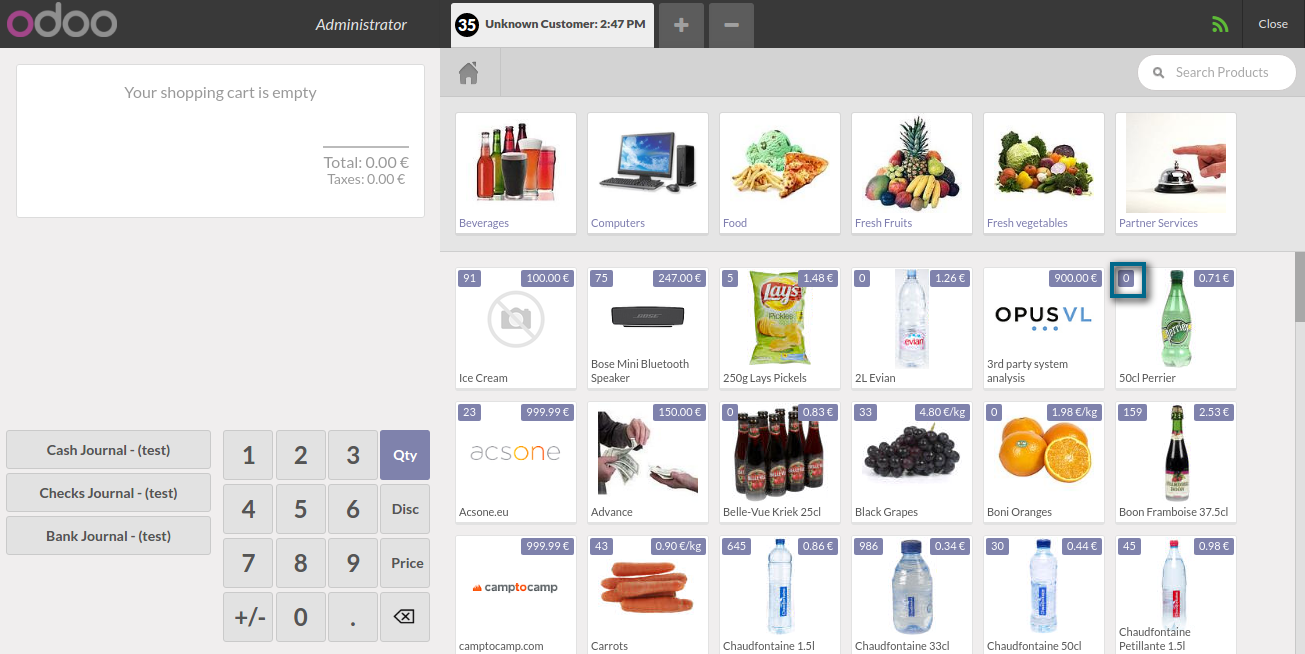 odoo
Administrator
35 Unknown Customer: 2:47 PM
+
−
Close
Your shopping cart is empty
Total: 0.00 €
Taxes: 0.00 €
Search Products
Beverages
Computers
Food
Fresh Fruits
Fresh vegetables
Partner Services
91 100.00 €
Ice Cream
75 247.00 €
BOSE
Bose Mini Bluetooth
Speaker
5 1.48 €
Lay's
Pickles
250g Lays Pickels
0 1.26 €
evian
2L Evian
900.00 €
OPUS VL
3rd party system
analysis
0 0.71 €
Perrier
50cl Perrier
23 999.99 €
acsone
Acsone.eu
150.00 €
Advance
0 0.83 €
Belle-Vue Kriek 25cl
33 4.80 €/kg
Black Grapes
0 1.98 €/kg
Boni Oranges
159 2.53 €
Boon Framboise 37.5cl
999.99 €
camptocamp
camptocamp.com
43 0.90 €/kg
Carrots
645 0.86 €
Chaudfontaine 1.5l
986 0.34 €
Chaudfontaine 33cl
30 0.44 €
Chaudfontaine 50cl
45 0.98 €
Chaudfontaine
Petillante 1.5l
Cash Journal - (test)
Checks Journal - (test)
Bank Journal - (test)
1 2 3 Qty
4 5 6 Disc
7 8 9 Price
+/- 0 .